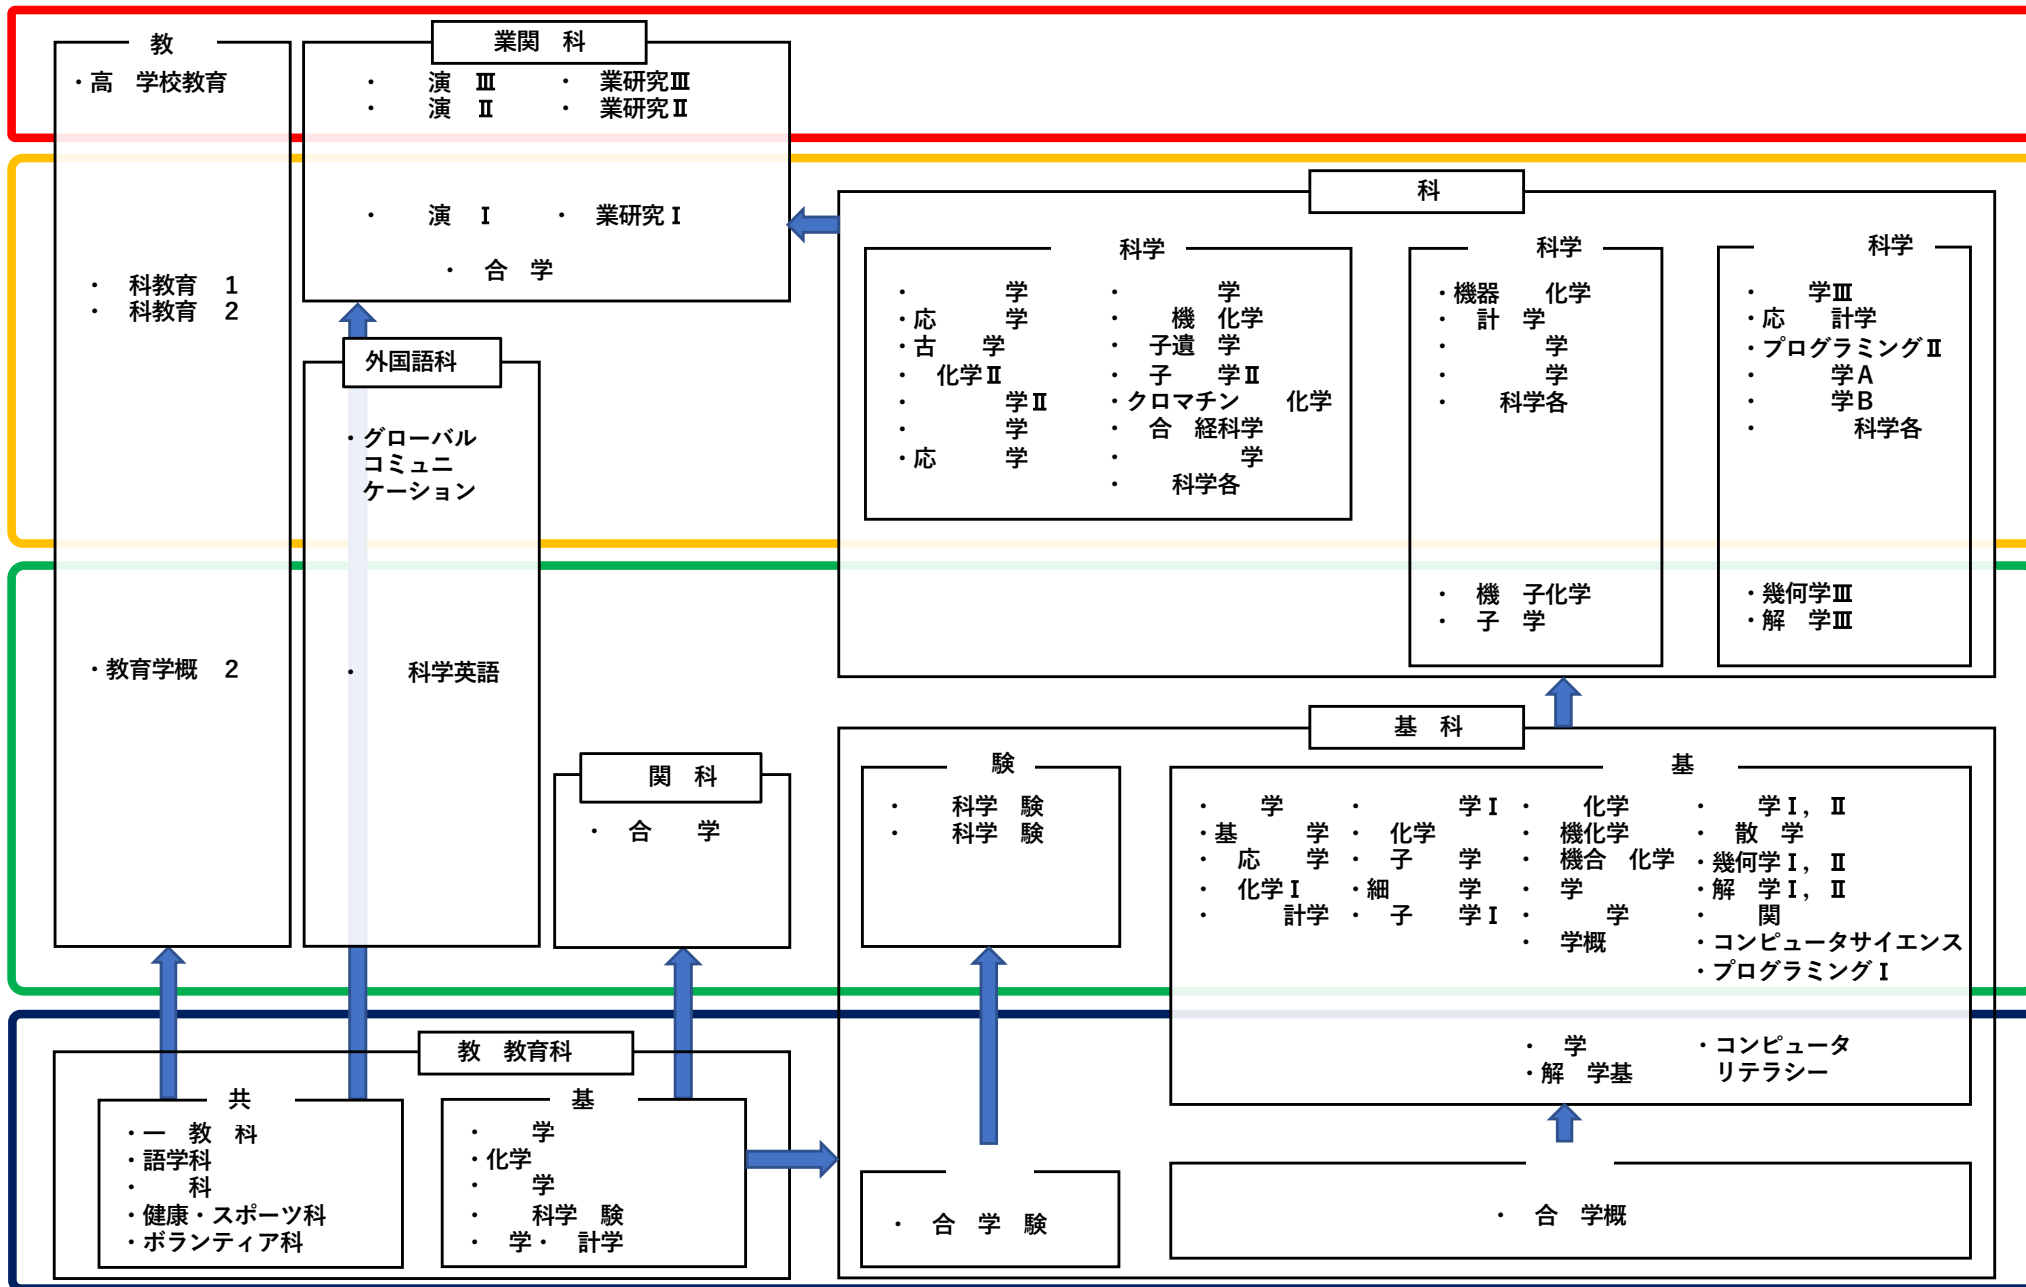 教
・高 学校教育
・ 科教育 1
・ 科教育 2
・教育学概 2
業関 科
・ 演 Ⅲ ・ 業研究Ⅲ
・ 演 Ⅱ ・ 業研究Ⅱ
・ 演 Ⅰ ・ 業研究Ⅰ
・ 合 学
外国語科
・グローバル
コミュニ
ケーション
・ 科学英語
関 科
・ 合 学
科
科学
・ 学
・応 学
・古 学
・ 化学Ⅱ
・ 学Ⅱ
・ 学
・応 学
・ 学
・ 機 化学
・ 子遺 学
・ 子 学Ⅱ
・クロマチン 化学
・ 合 経科学
・ 学
・ 科学各
科学
・機器 化学
・ 計 学
・ 学
・ 学
・ 科学各
・ 機 子化学
・ 子 学
科学
・ 学Ⅲ
・応 計学
・プログラミングⅡ
・ 学A
・ 学B
・ 科学各
・幾何学Ⅲ
・解 学Ⅲ
基 科
験
・ 科学 験
・ 科学 験
基
・ 学
・基 学
・ 応 学
・ 化学Ⅰ
・ 計学
・ 学Ⅰ
・ 化学
・ 子 学
・細 学
・ 子 学Ⅰ
・ 化学
・ 機化学
・ 機合 化学
・ 学
・ 学
・ 学概
・ 学Ⅰ，Ⅱ
・ 散 学
・幾何学Ⅰ，Ⅱ
・解 学Ⅰ，Ⅱ
・ 関
・コンピュータサイエンス
・プログラミングⅠ
・ 学
・解 学基
・コンピュータ
リテラシー
教 教育科
共
・一 教 科
・語学科
・ 科
・健康・スポーツ科
・ボランティア科
基
・ 学
・化学
・ 学
・ 科学 験
・ 学・ 計学
・ 合 学 験
・ 合 学概